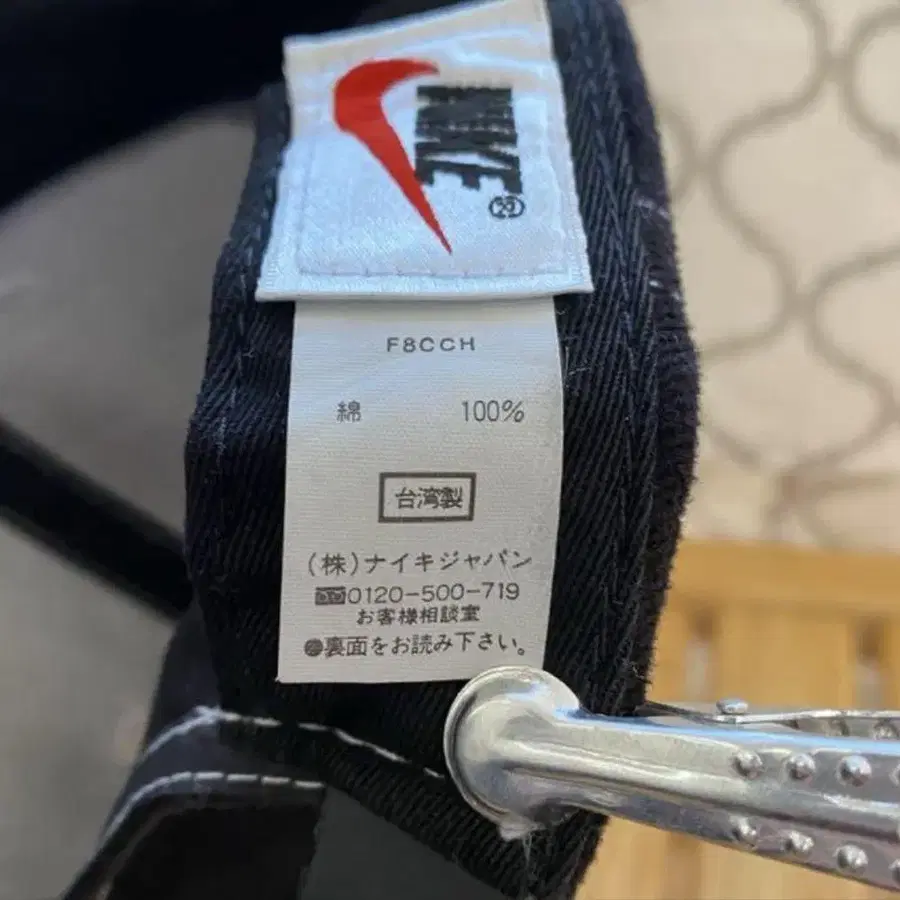 NIKE®
F8CCH
綿 100%
台湾製
(株)ナイキジャパン
0120-500-719
お客様相談室
●裏面をお読み下さい。